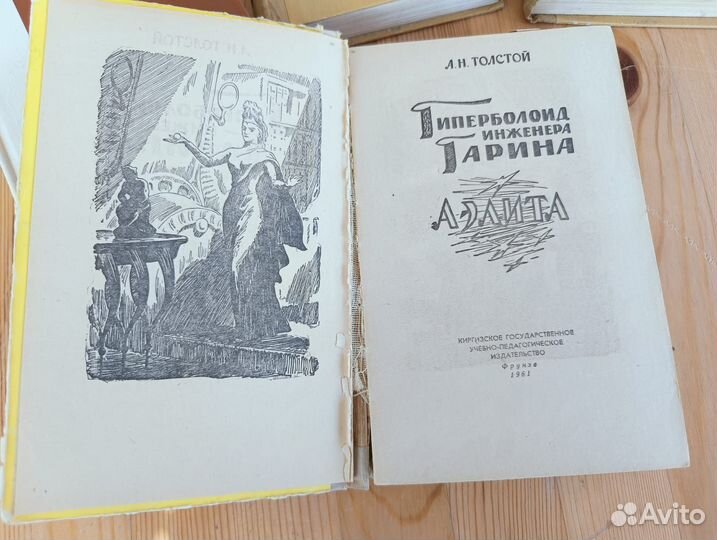 Л.Н. ТОЛСТОЙ
ГИПЕРБОЛОИД
ИНЖЕНЕРА
ГАРИНА
АЭЛИТА
КИРГИЗСКОЕ ГОСУДАРСТВЕННОЕ
УЧЕБНО-ПЕДАГОГИЧЕСКОЕ
ИЗДАТЕЛЬСТВО
Фрунзе
1961
Avito